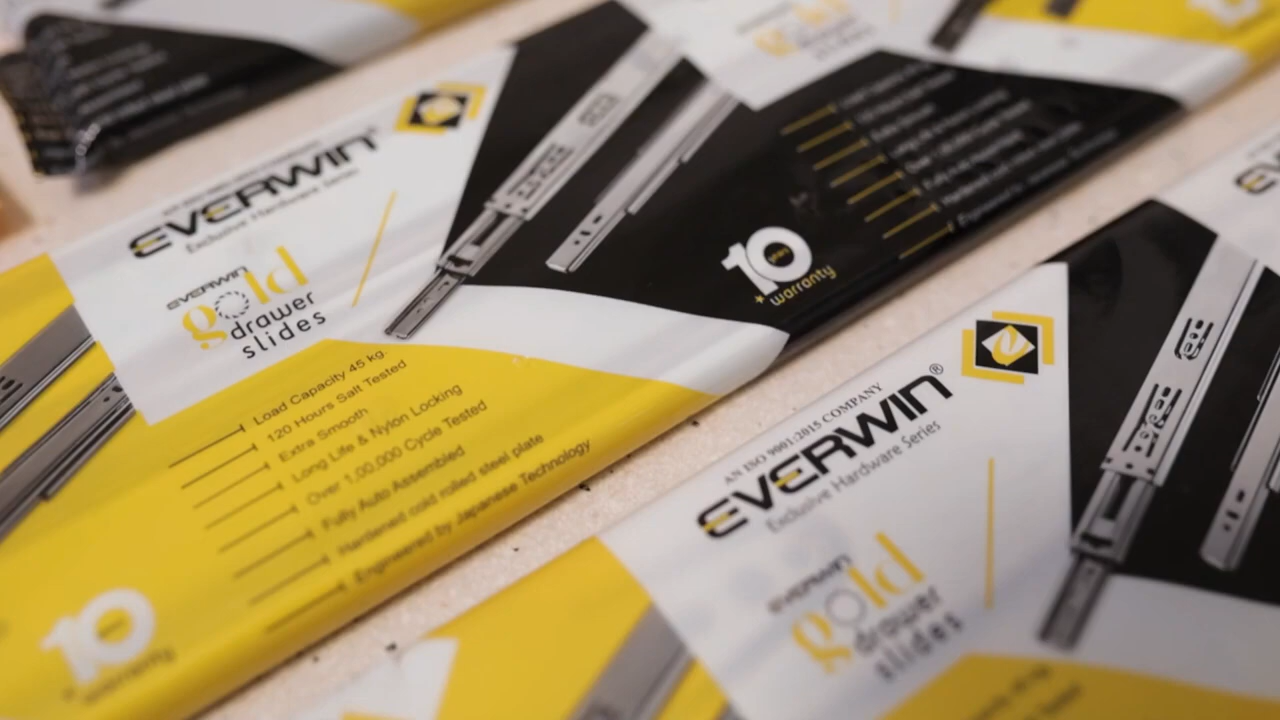 EVERWIN®
Exclusive Hardware Series
EVERWIN
gold
drawer
slides
10
years
warranty
Load Capacity 45 kg.
120 Hours Salt Tested
Extra Smooth
Long Life & Nylon Locking
Over 1,00,000 Cycle Tested
Fully Auto Assembled
Hardened cold rolled steel plate
Engineered by Japanese Technology
10
warranty
AN ISO 9001:2015 COMPANY
EVERWIN®
Exclusive Hardware Series
EVERWIN
gold
drawer
slides
gold
slides